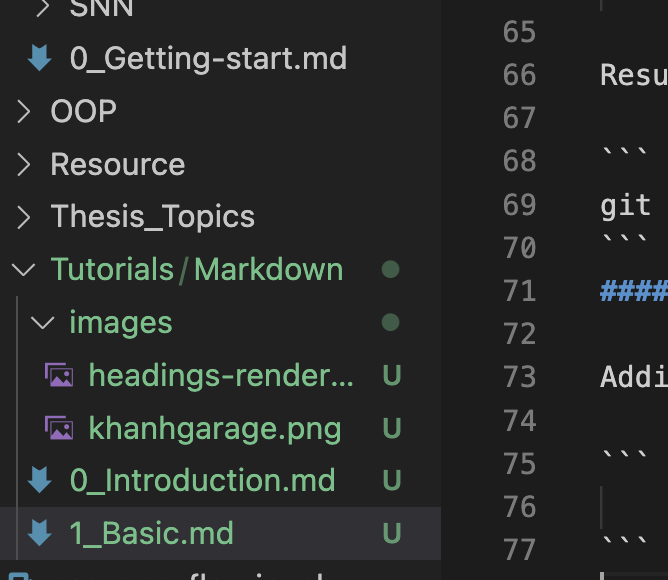 SNN
0_Getting-start.md
OOP
Resource
Thesis_Topics
Tutorials/Markdown
images
headings-render... U
khanhgarage.png U
0_Introduction.md U
1_Basic.md U
65
66 Resu
67
68 ```
69 git
70 ```
71 ####
72
73 Addi
74
75 ```
76
77 ```